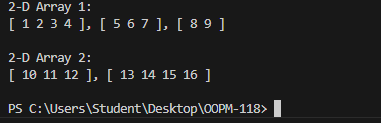 2-D Array 1:
[ 1 2 3 4 ], [ 5 6 7 ], [ 8 9 ]
2-D Array 2:
[ 10 11 12 ], [ 13 14 15 16 ]
PS C:\Users\Student\Desktop\OOPM-118>